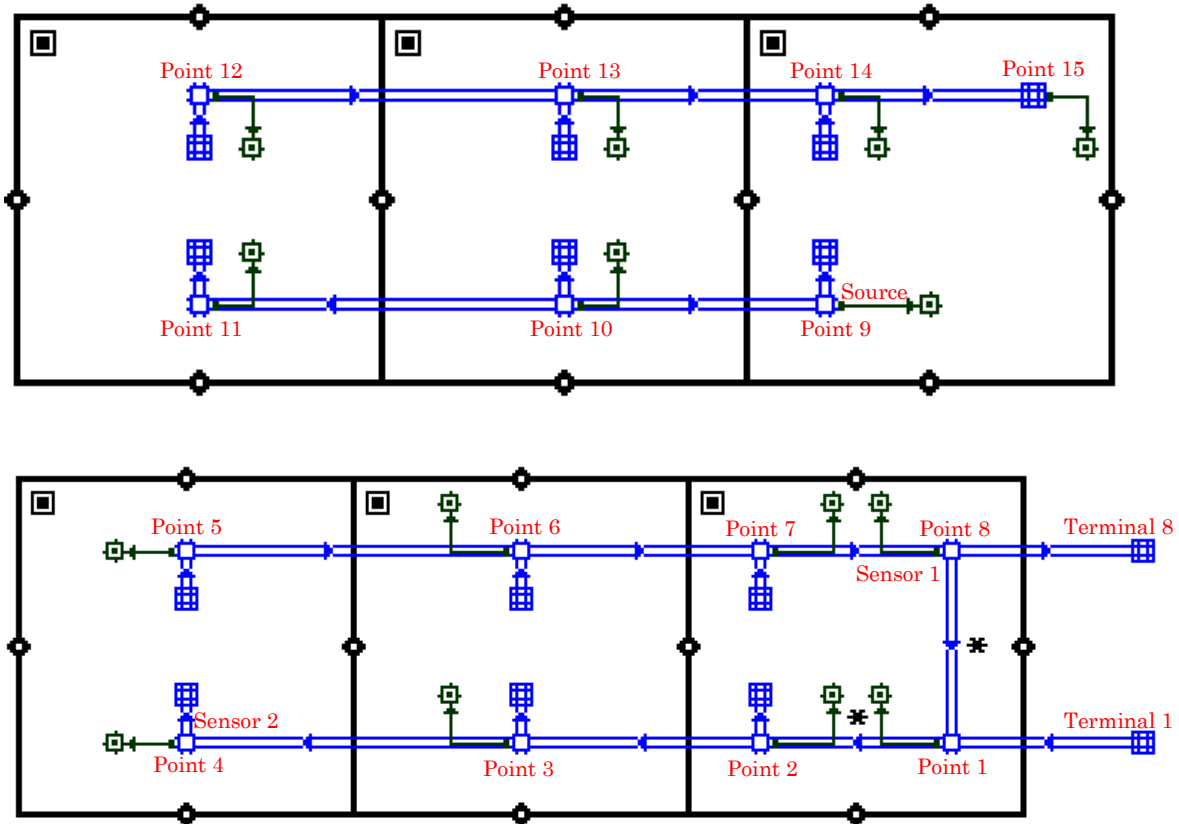 Point 12
Point 13
Point 14
Point 15
Source
Point 11
Point 10
Point 9
Point 5
Point 6
Point 7
Point 8
Terminal 8
Sensor 1
Sensor 2
Terminal 1
Point 4
Point 3
Point 2
Point 1